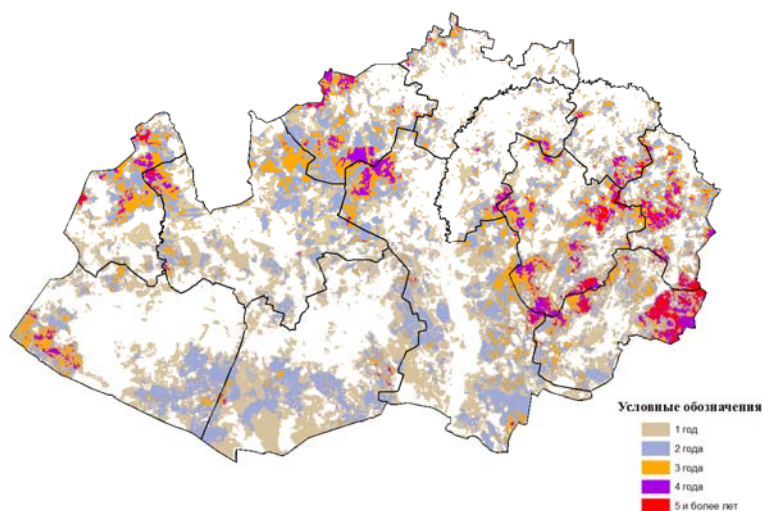 Условные обозначения
1 год
2 года
3 года
4 года
5 и более лет